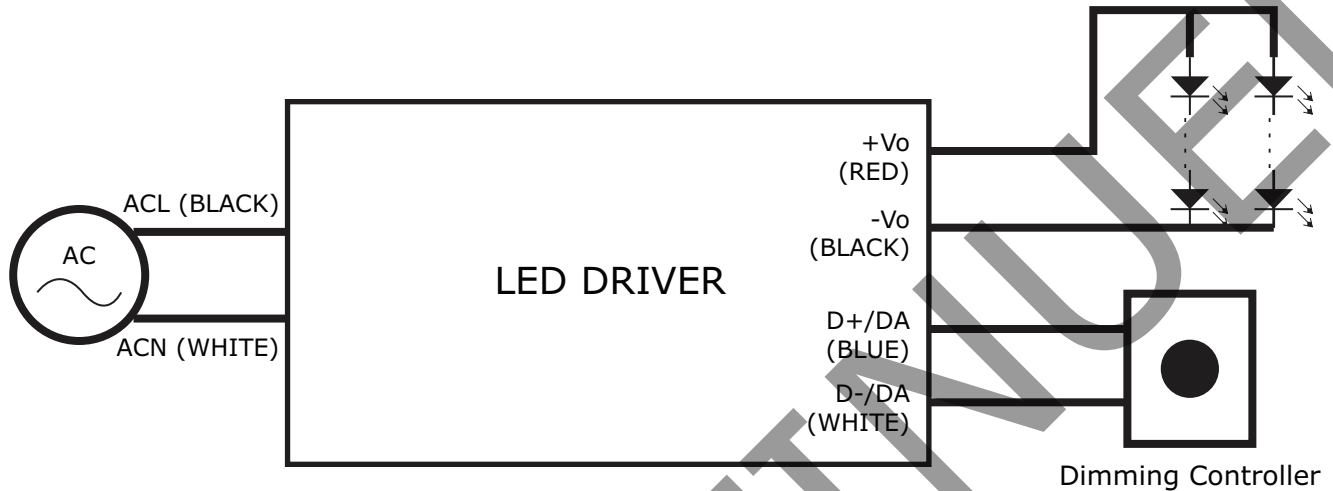 +Vo
(RED)
ACL (BLACK)
AC
-Vo
(BLACK)
LED DRIVER
ACN (WHITE)
D+/DA
(BLUE)
D-/DA
(WHITE)
Dimming Controller